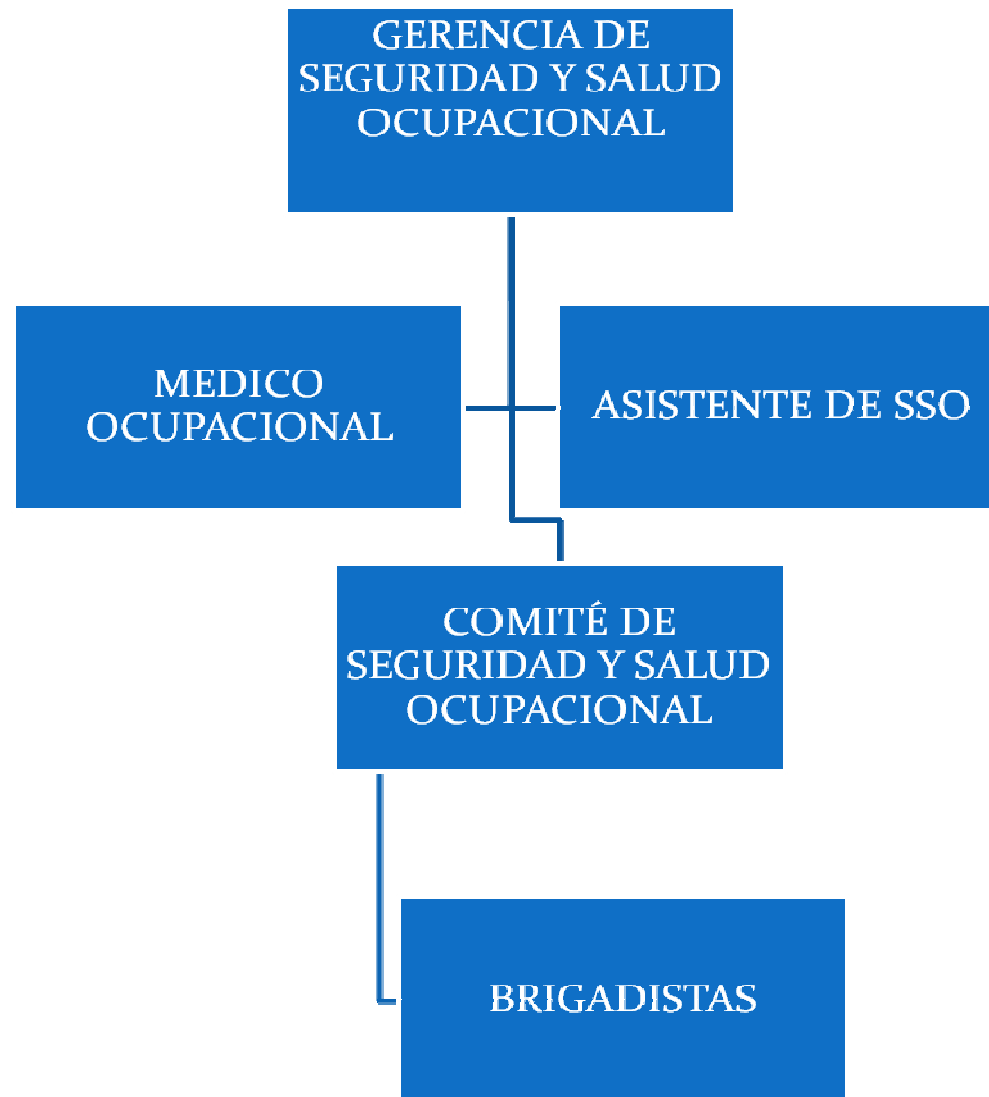 GERENCIA DE
SEGURIDAD Y SALUD
OCUPACIONAL
MEDICO
OCUPACIONAL
ASISTENTE DE SSO
COMITÉ DE
SEGURIDAD Y SALUD
OCUPACIONAL
BRIGADISTAS